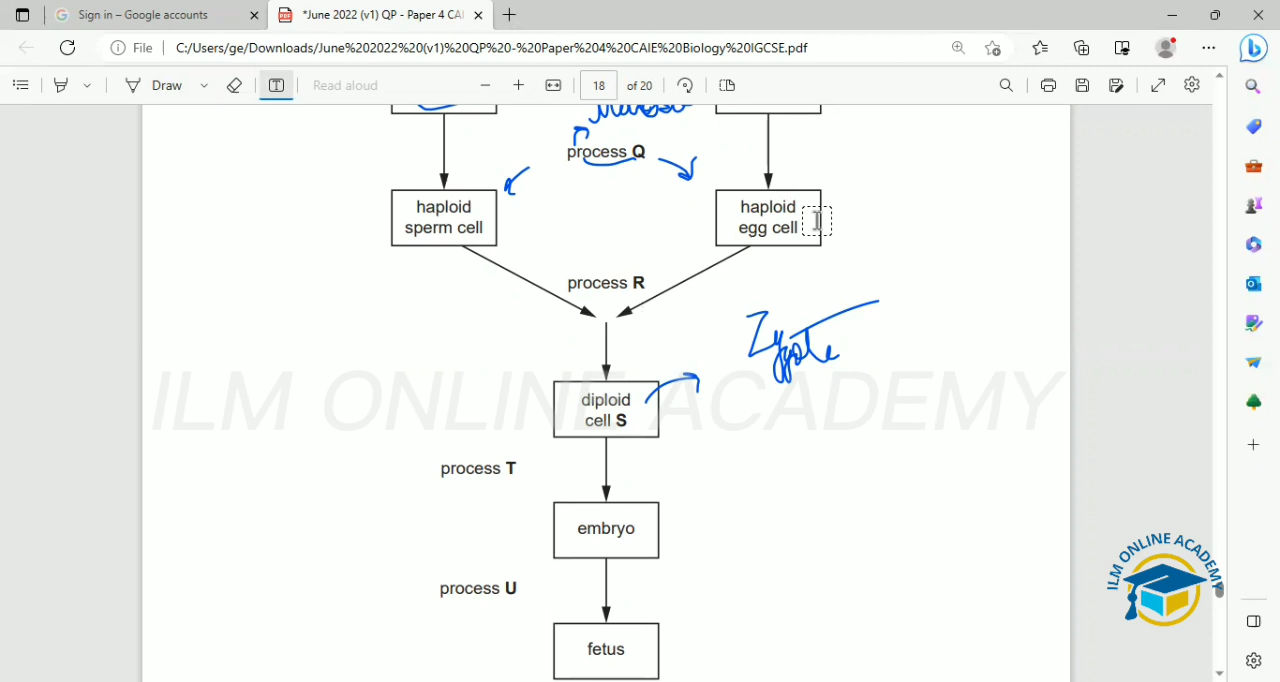 Sign in – Google accounts
*June 2022 (v1) QP - Paper 4 CAI
File
C:/Users/ge/Downloads/June%202022%20(v1)%20QP%20-%20Paper%204%20CAIE%20Biology%20IGCSE.pdf
Draw
Read aloud
18 of 20
process Q
haploid
sperm cell
haploid
egg cell
process R
Zygote
diploid
cell S
ILM ONLINE ACADEMY
process T
embryo
ILM ONLINE ACADEMY
process U
fetus